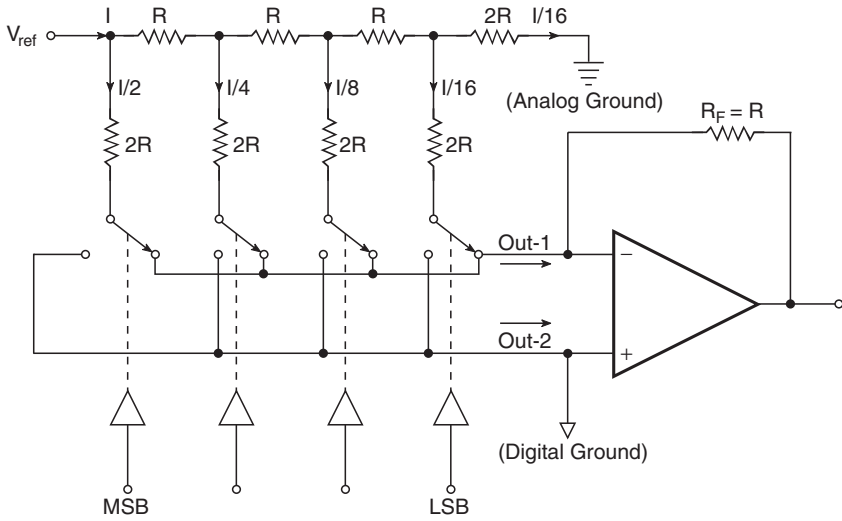 I R R R 2R I/16
V_ref
I/2 I/4 I/8 I/16
(Analog Ground)
R_F = R
2R 2R 2R 2R
Out-1
−
Out-2
+
(Digital Ground)
MSB LSB